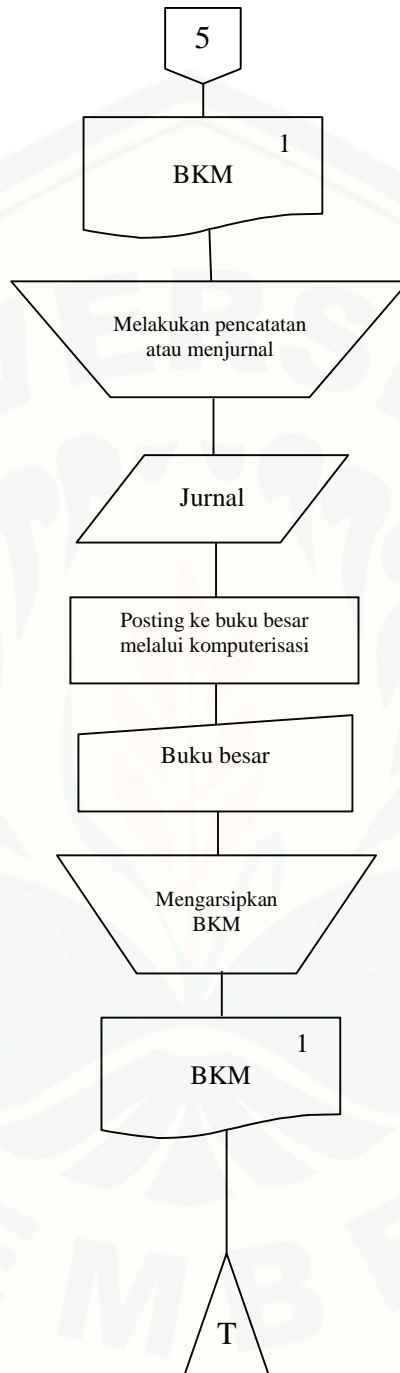 5
1
BKM
Melakukan pencatatan
atau menjurnal
Jurnal
Posting ke buku besar
melalui komputerisasi
Buku besar
Mengarsipkan
BKM
1
BKM
T